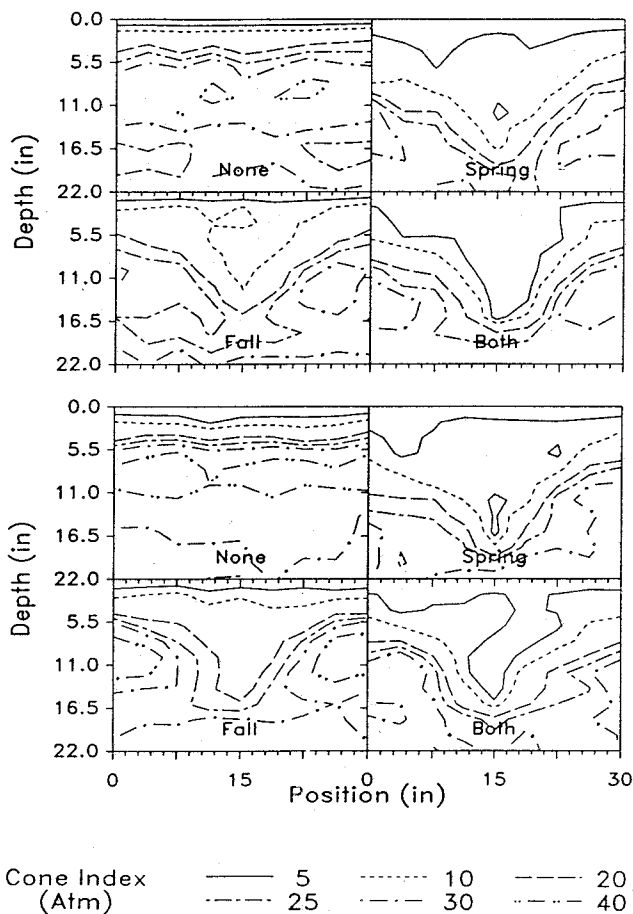 0.0
5.5
11.0
16.5
22.0
None
Spring
5.5
11.0
16.5
22.0
Fall
Both
Depth (in)
0.0
5.5
11.0
16.5
22.0
None
Spring
5.5
11.0
16.5
22.0
Fall
Both
Depth (in)
0 15 0 15 30
Position (in)
Cone Index (Atm)
5 10 20
25 30 40